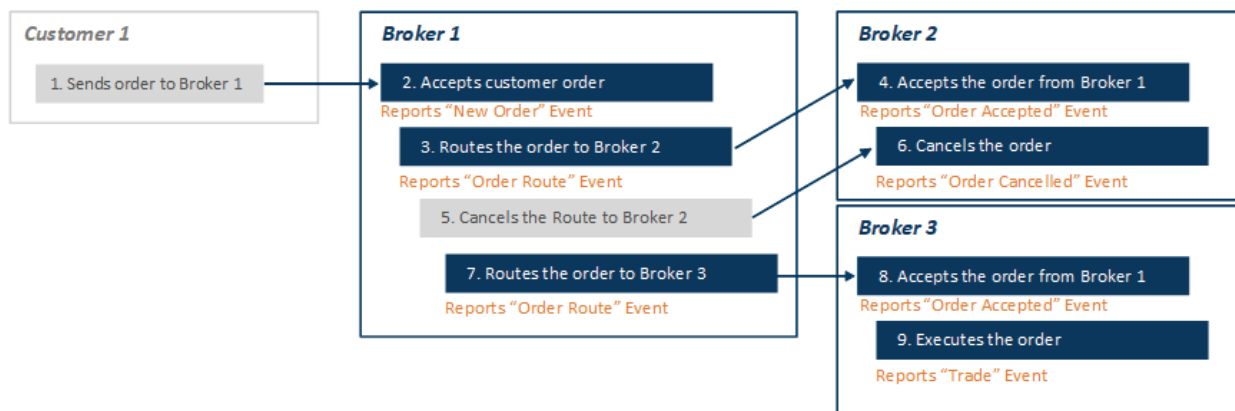 Customer 1
1. Sends order to Broker 1
Broker 1
2. Accepts customer order
Reports “New Order” Event
3. Routes the order to Broker 2
Reports “Order Route” Event
5. Cancels the Route to Broker 2
7. Routes the order to Broker 3
Reports “Order Route” Event
Broker 2
4. Accepts the order from Broker 1
Reports “Order Accepted” Event
6. Cancels the order
Reports “Order Cancelled” Event
Broker 3
8. Accepts the order from Broker 1
Reports “Order Accepted” Event
9. Executes the order
Reports “Trade” Event